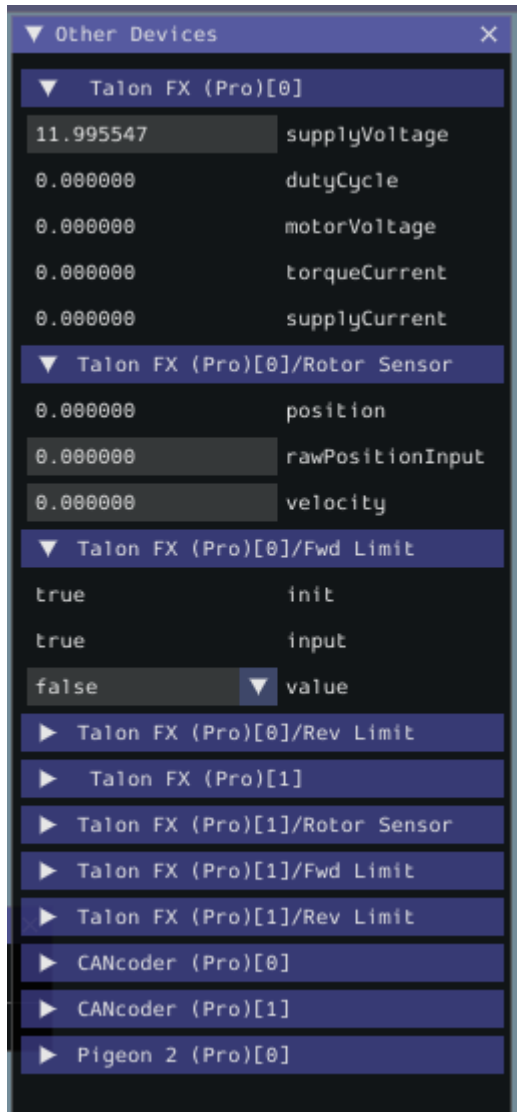 Other Devices
Talon FX (Pro)[0]
11.995547 supplyVoltage
0.000000 dutyCycle
0.000000 motorVoltage
0.000000 torqueCurrent
0.000000 supplyCurrent
Talon FX (Pro)[0]/Rotor Sensor
0.000000 position
0.000000 rawPositionInput
0.000000 velocity
Talon FX (Pro)[0]/Fwd Limit
true init
true input
false value
Talon FX (Pro)[0]/Rev Limit
Talon FX (Pro)[1]
Talon FX (Pro)[1]/Rotor Sensor
Talon FX (Pro)[1]/Fwd Limit
Talon FX (Pro)[1]/Rev Limit
CANcoder (Pro)[0]
CANcoder (Pro)[1]
Pigeon 2 (Pro)[0]